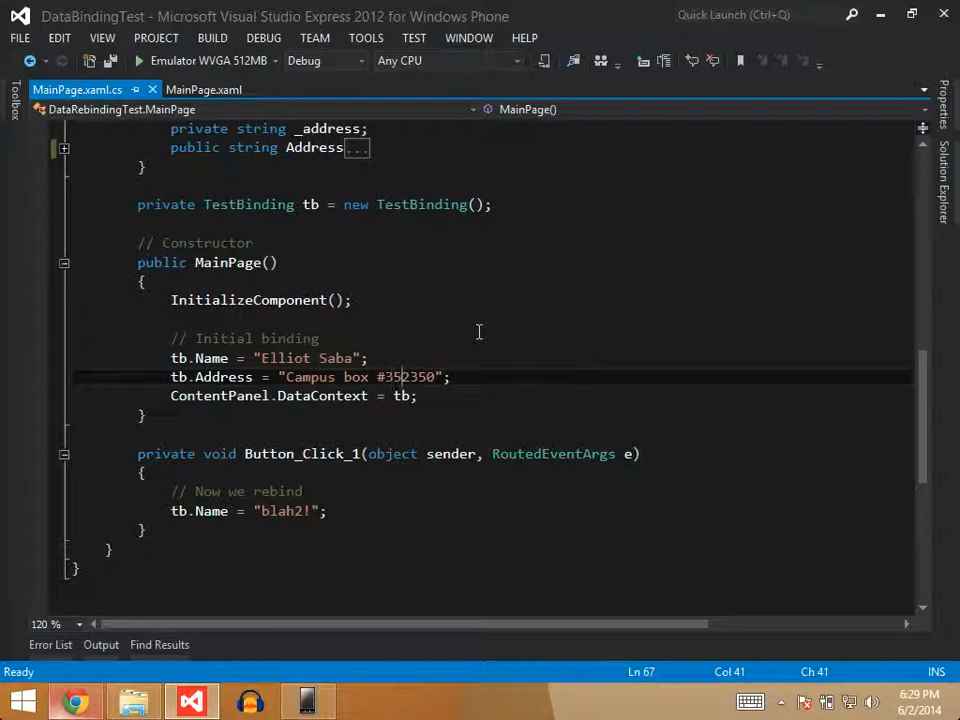 DataBindingTest - Microsoft Visual Studio Express 2012 for Windows Phone
Quick Launch (Ctrl+Q)
FILE EDIT VIEW PROJECT BUILD DEBUG TEAM TOOLS TEST WINDOW HELP
Emulator WVGA 512MB Debug Any CPU
MainPage.xaml.cs MainPage.xaml
DataRebindingTest.MainPage MainPage()
Toolbox
Properties
Solution Explorer
private string _address;
public string Address...
}
private TestBinding tb = new TestBinding();
// Constructor
public MainPage()
{
InitializeComponent();
// Initial binding
tb.Name = "Elliot Saba";
tb.Address = "Campus box #352350";
ContentPanel.DataContext = tb;
}
private void Button_Click_1(object sender, RoutedEventArgs e)
{
// Now we rebind
tb.Name = "blah2!";
}
}
}
120 %
Error List Output Find Results
Ready Ln 67 Col 41 Ch 41 INS
6:29 PM
6/2/2014